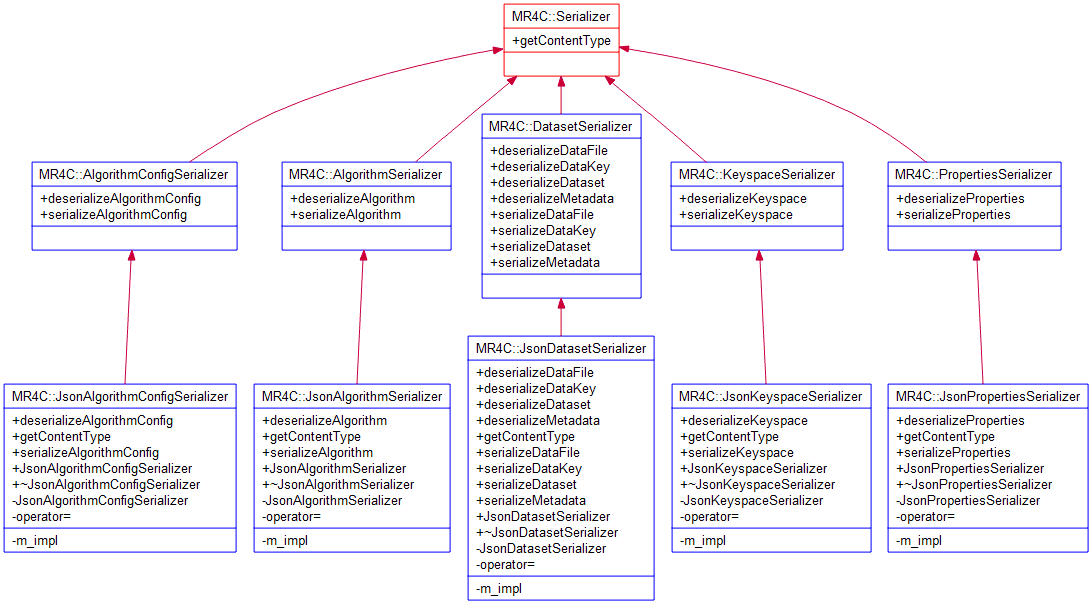 MR4C::Serializer
+getContentType
MR4C::AlgorithmConfigSerializer
+deserializeAlgorithmConfig
+serializeAlgorithmConfig
MR4C::AlgorithmSerializer
+deserializeAlgorithm
+serializeAlgorithm
MR4C::DatasetSerializer
+deserializeDataFile
+deserializeDataKey
+deserializeDataset
+deserializeMetadata
+serializeDataFile
+serializeDataKey
+serializeDataset
+serializeMetadata
MR4C::KeyspaceSerializer
+deserializeKeyspace
+serializeKeyspace
MR4C::PropertiesSerializer
+deserializeProperties
+serializeProperties
MR4C::JsonAlgorithmConfigSerializer
+deserializeAlgorithmConfig
+getContentType
+serializeAlgorithmConfig
+JsonAlgorithmConfigSerializer
+~JsonAlgorithmConfigSerializer
-JsonAlgorithmConfigSerializer
-operator=
-m_impl
MR4C::JsonAlgorithmSerializer
+deserializeAlgorithm
+getContentType
+serializeAlgorithm
+JsonAlgorithmSerializer
+~JsonAlgorithmSerializer
-JsonAlgorithmSerializer
-operator=
-m_impl
MR4C::JsonDatasetSerializer
+deserializeDataFile
+deserializeDataKey
+deserializeDataset
+deserializeMetadata
+getContentType
+serializeDataFile
+serializeDataKey
+serializeDataset
+serializeMetadata
+JsonDatasetSerializer
+~JsonDatasetSerializer
-JsonDatasetSerializer
-operator=
-m_impl
MR4C::JsonKeyspaceSerializer
+deserializeKeyspace
+getContentType
+serializeKeyspace
+JsonKeyspaceSerializer
+~JsonKeyspaceSerializer
-JsonKeyspaceSerializer
-operator=
-m_impl
MR4C::JsonPropertiesSerializer
+deserializeProperties
+getContentType
+serializeProperties
+JsonPropertiesSerializer
+~JsonPropertiesSerializer
-JsonPropertiesSerializer
-operator=
-m_impl